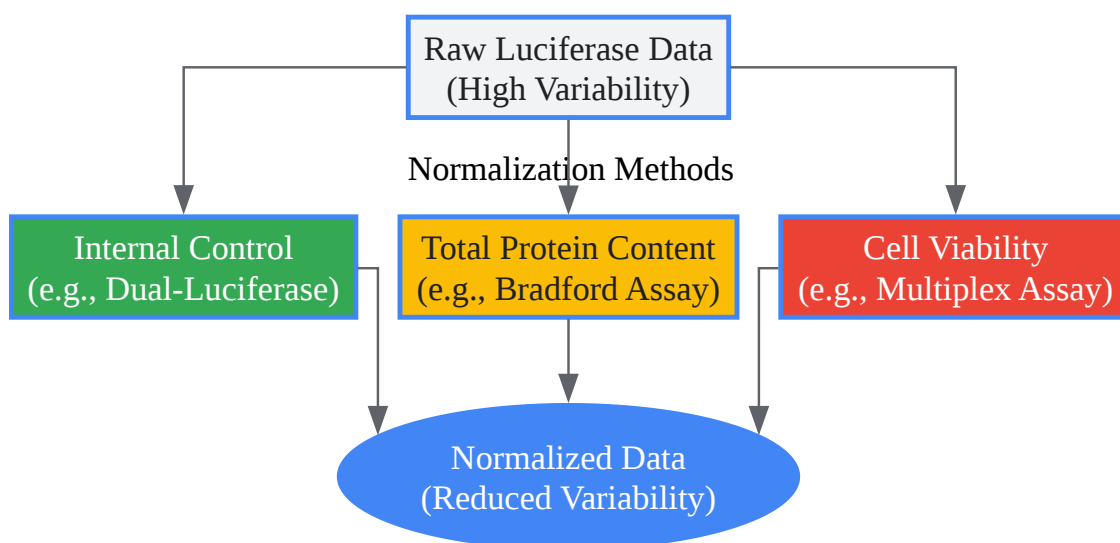 Raw Luciferase Data
(High Variability)
Normalization Methods
Internal Control
(e.g., Dual-Luciferase)
Total Protein Content
(e.g., Bradford Assay)
Cell Viability
(e.g., Multiplex Assay)
Normalized Data
(Reduced Variability)